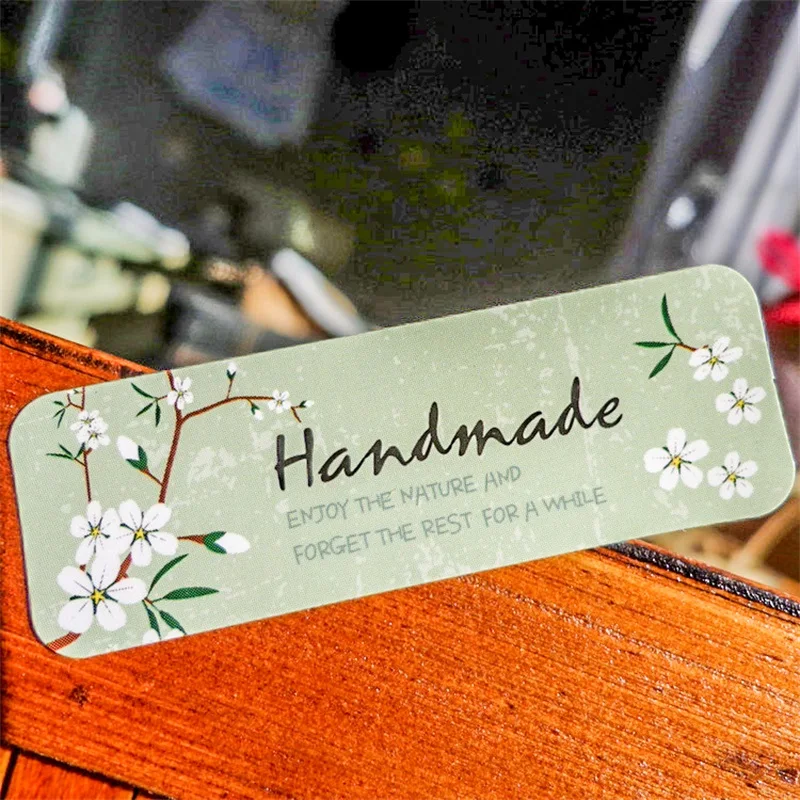 Handmade
ENJOY THE NATURE AND
FORGET THE REST FOR A WHILE